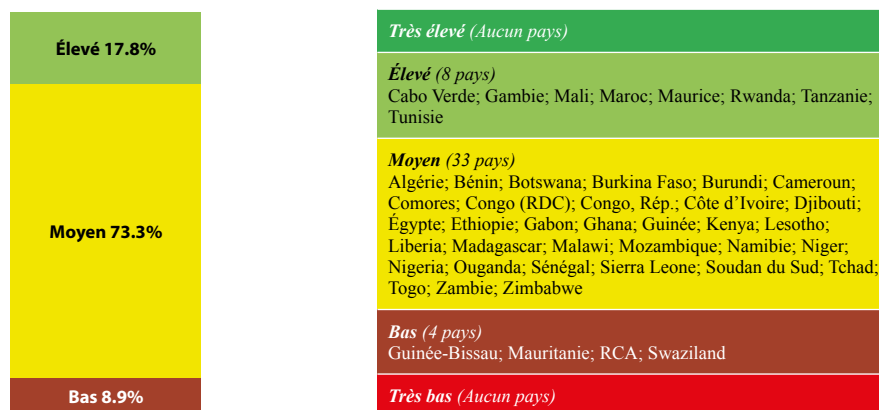 Élevé 17.8%
Moyen 73.3%
Bas 8.9%
Très élevé (Aucun pays)
Élevé (8 pays)
Cabo Verde; Gambie; Mali; Maroc; Maurice; Rwanda; Tanzanie;
Tunisie
Moyen (33 pays)
Algérie; Bénin; Botswana; Burkina Faso; Burundi; Cameroun;
Comores; Congo (RDC); Congo, Rép.; Côte d’Ivoire; Djibouti;
Égypte; Ethiopie; Gabon; Ghana; Guinée; Kenya; Lesotho;
Liberia; Madagascar; Malawi; Mozambique; Namibie; Niger;
Nigeria; Ouganda; Sénégal; Sierra Leone; Soudan du Sud; Tchad;
Togo; Zambie; Zimbabwe
Bas (4 pays)
Guinée-Bissau; Mauritanie; RCA; Swaziland
Très bas (Aucun pays)